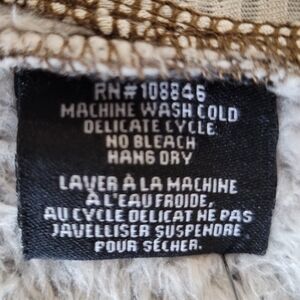 RN#108846
MACHINE WASH COLD
DELICATE CYCLE
NO BLEACH
HANG DRY
LAVER À LA MACHINE
À L'EAU FROIDE,
AU CYCLE DELICAT NE PAS
JAVELLISER SUSPENDRE
POUR SÉCHER.